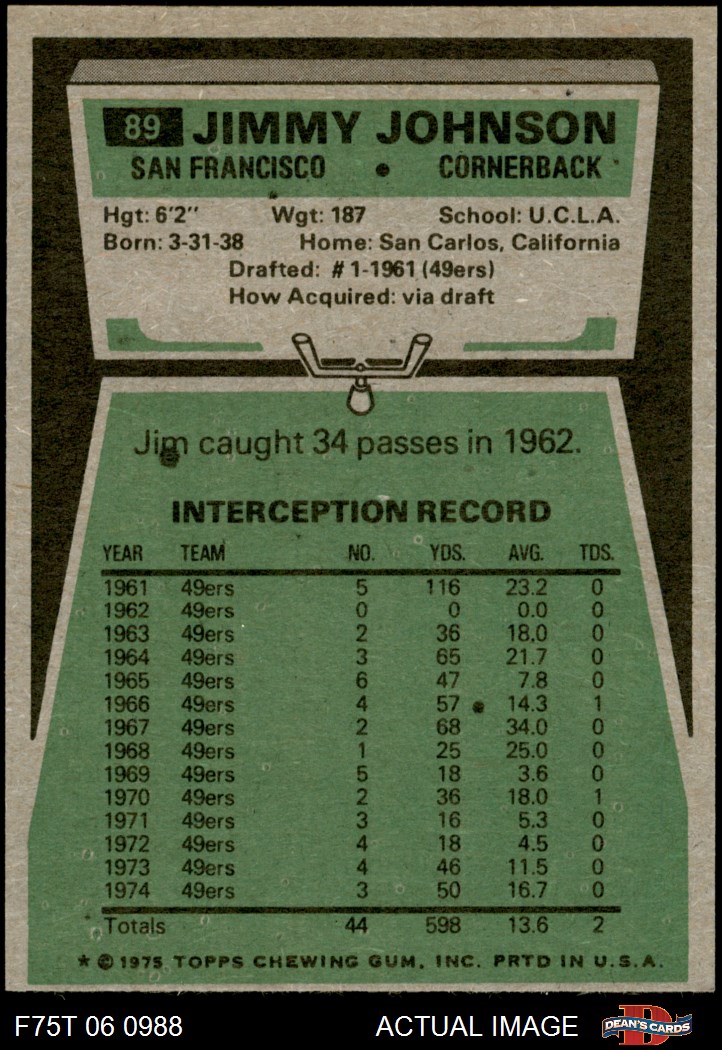 89 JIMMY JOHNSON
SAN FRANCISCO • CORNERBACK
Hgt: 6'2" Wgt: 187 School: U.C.L.A.
Born: 3-31-38 Home: San Carlos, California
Drafted: #1-1961 (49ers)
How Acquired: via draft
Jim caught 34 passes in 1962.
INTERCEPTION RECORD
YEAR TEAM NO. YDS. AVG. TDS.
1961 49ers 5 116 23.2 0
1962 49ers 0 0 0.0 0
1963 49ers 2 36 18.0 0
1964 49ers 3 65 21.7 0
1965 49ers 6 47 7.8 0
1966 49ers 4 57 14.3 1
1967 49ers 2 68 34.0 0
1968 49ers 1 25 25.0 0
1969 49ers 5 18 3.6 0
1970 49ers 2 36 18.0 1
1971 49ers 3 16 5.3 0
1972 49ers 4 18 4.5 0
1973 49ers 4 46 11.5 0
1974 49ers 3 50 16.7 0
Totals 44 598 13.6 2
* © 1975 TOPPS CHEWING GUM, INC. PRTD IN U.S.A.
F75T 06 0988 ACTUAL IMAGE D DEAN'S CARDS